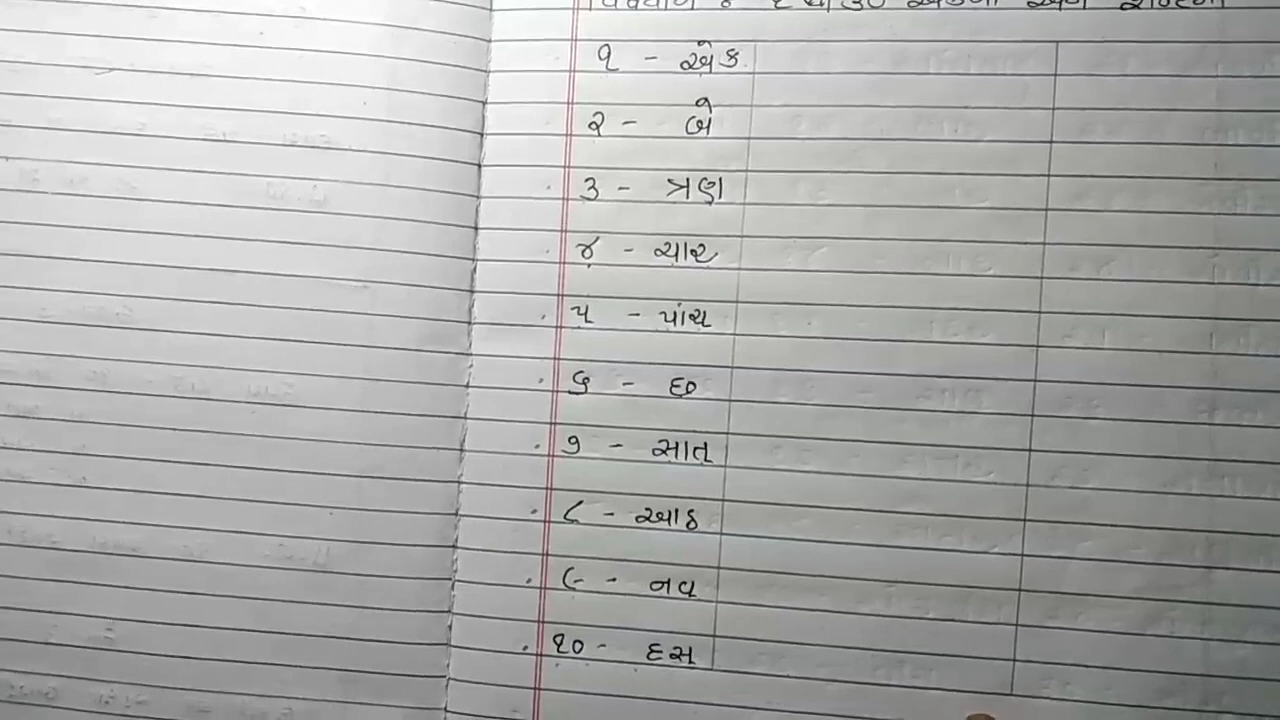 ૧ - એક
૨ - બે
૩ - ત્રણ
૪ - ચાર
૫ - પાંચ
૬ - છ
૭ - સાત
૮ - આઠ
૯ - નવ
૧૦ - દસ